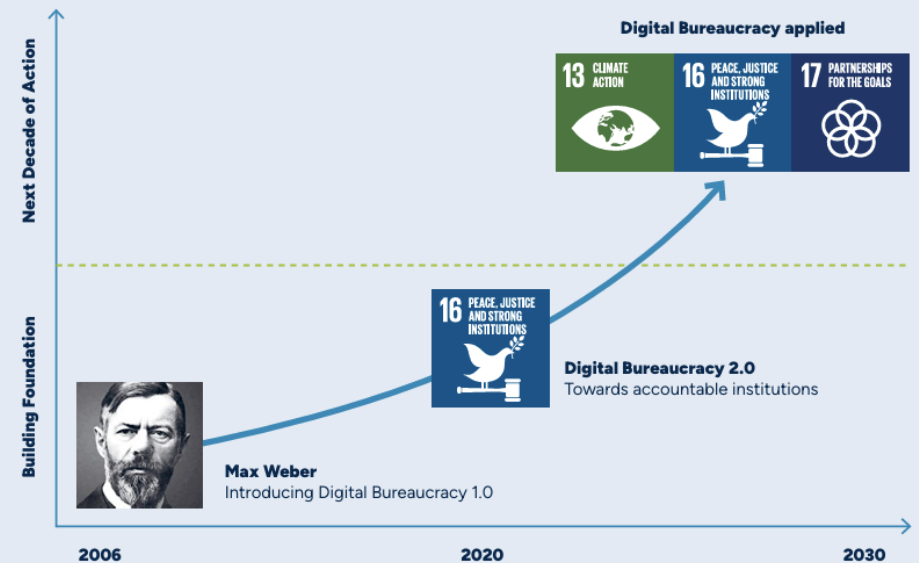 Digital Bureaucracy applied
13 CLIMATE
ACTION
16 PEACE, JUSTICE
AND STRONG
INSTITUTIONS
17 PARTNERSHIPS
FOR THE GOALS
Next Decade of Action
16 PEACE, JUSTICE
AND STRONG
INSTITUTIONS
Digital Bureaucracy 2.0
Towards accountable institutions
Building Foundation
Max Weber
Introducing Digital Bureaucracy 1.0
2006
2020
2030